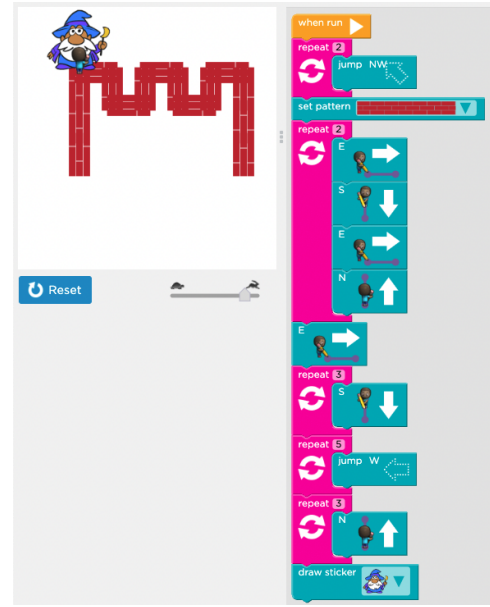 when run
repeat 2
jump NW
set pattern
repeat 2
E
S
E
N
Reset
E
repeat 3
S
repeat 5
jump W
repeat 3
N
draw sticker